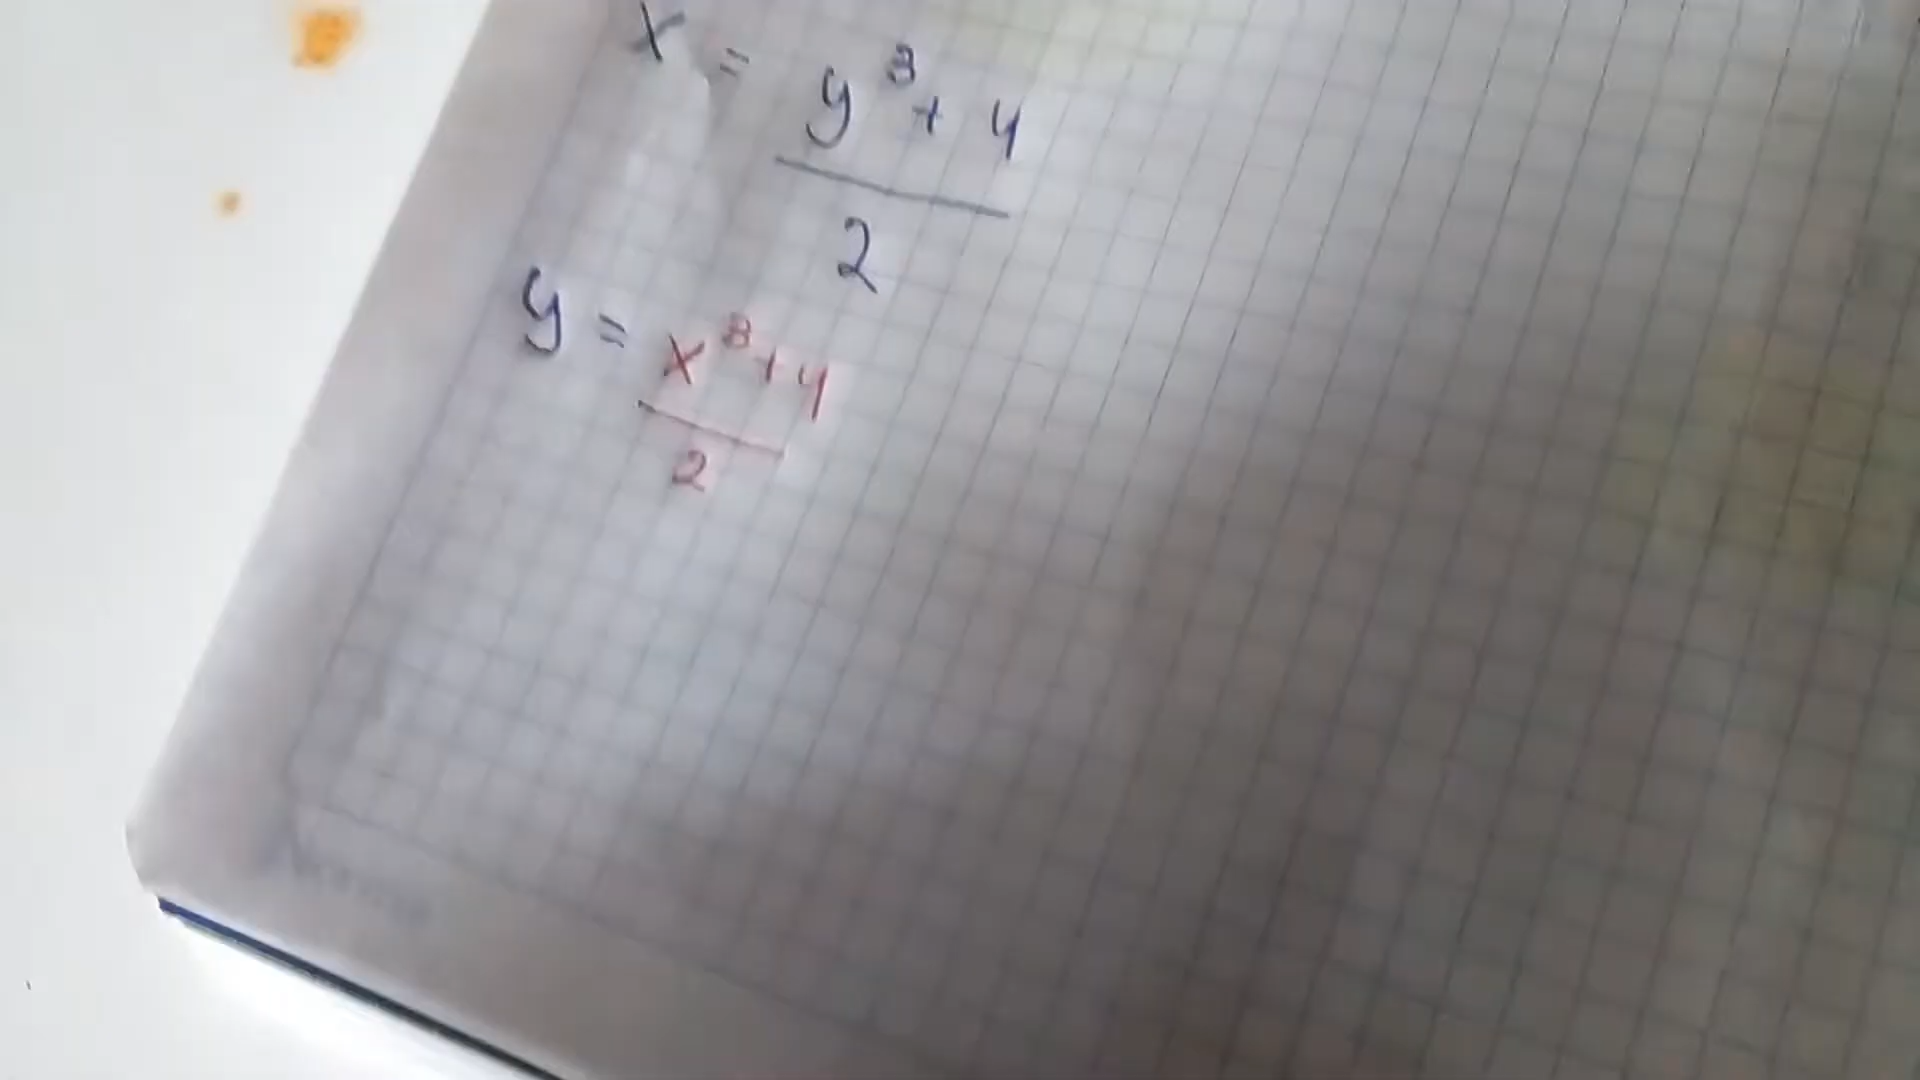 x = y³ + 4
2
y = x³ + 4
2